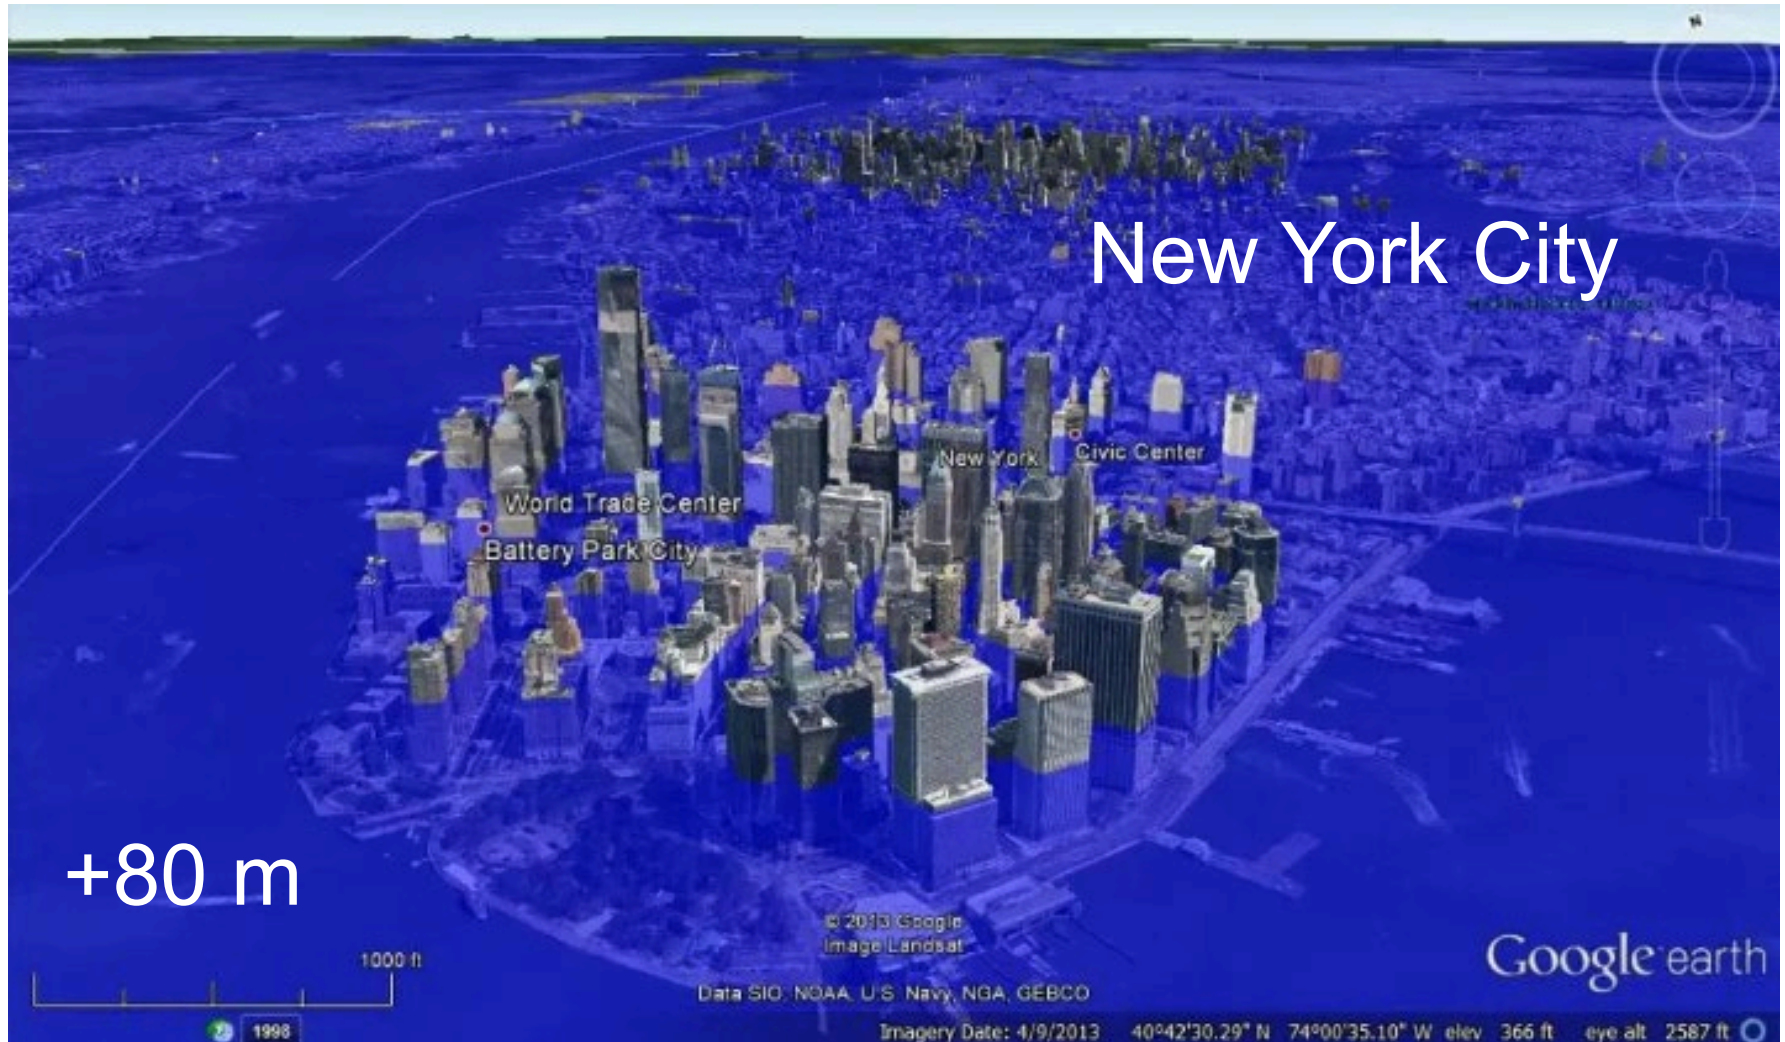 N
New York City
New York
Civic Center
World Trade Center
Battery Park City
+80 m
© 2013 Google
Image Landsat
1000 ft
Google earth
Data SIO, NOAA, U.S. Navy, NGA, GEBCO
1998
Imagery Date: 4/9/2013 40°42'30.29" N 74°00'35.10" W elev 366 ft eye alt 2587 ft